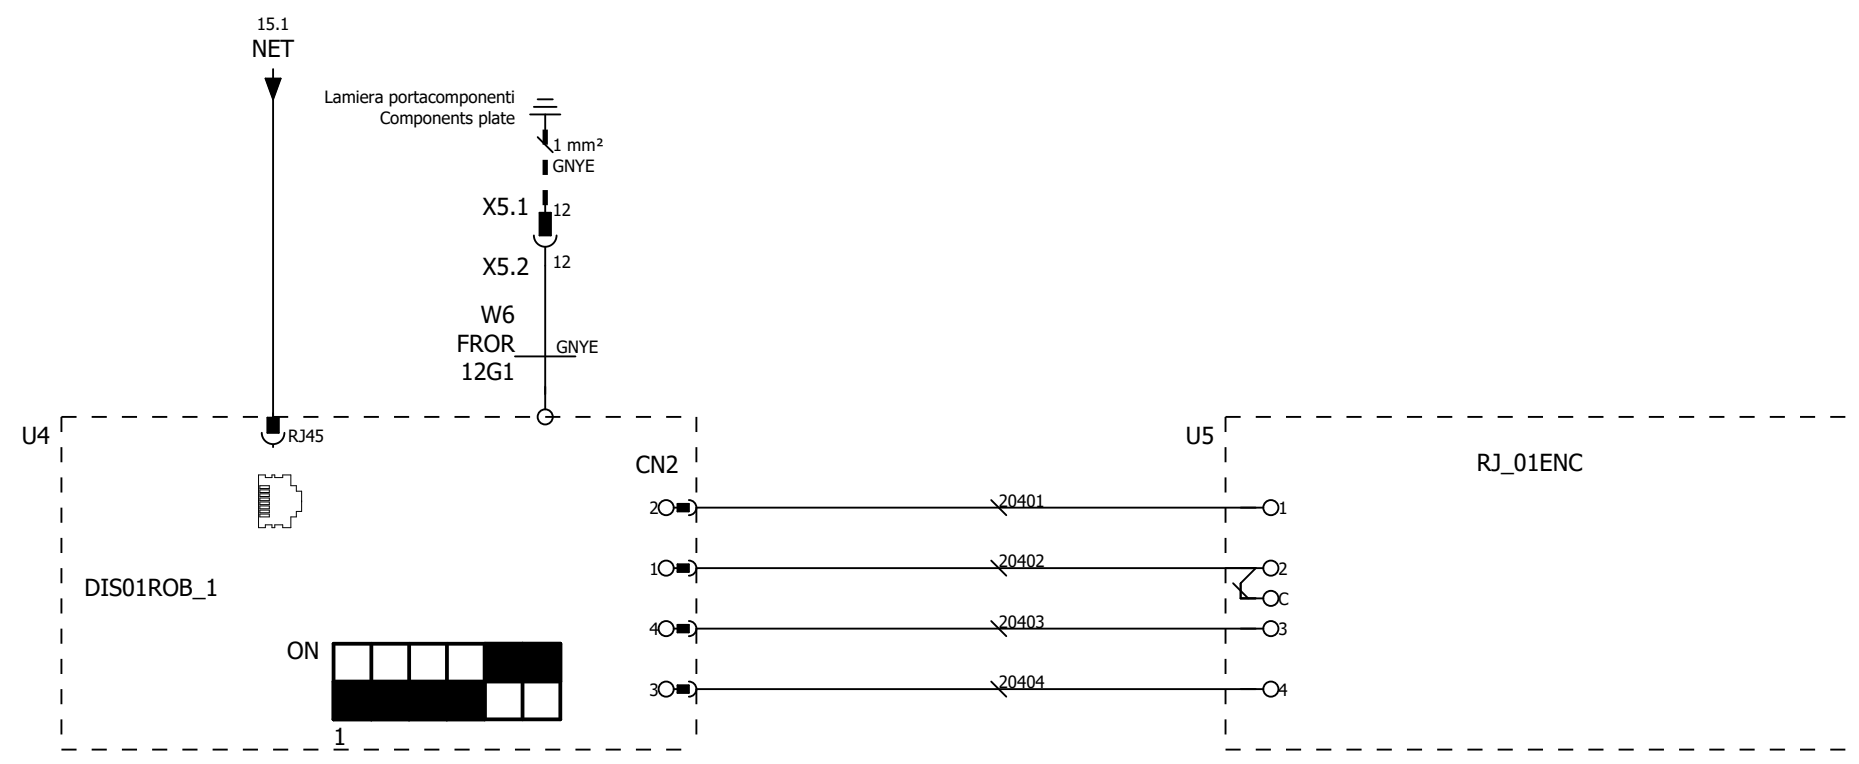 15.1
NET
Lamiera portacomponenti
Components plate
1 mm²
GNYE
X5.1
12
X5.2
12
W6
FROR
12G1
GNYE
U4
RJ45
U5
CN2
RJ_01ENC
2
20401
1
1
20402
2
C
DIS01ROB_1
4
20403
3
ON
3
20404
4
1